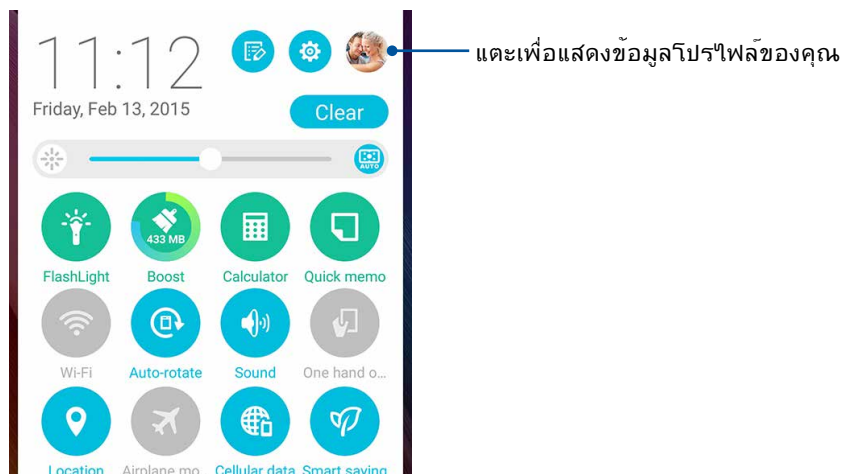 11:12
แตะเพื่อแสดงข้อมูลโปรไฟล์ของคุณ
Friday, Feb 13, 2015
Clear
AUTO
433 MB
FlashLight Boost Calculator Quick memo
Wi-Fi Auto-rotate Sound One hand o...
Location Airplane mo Cellular data Smart saving